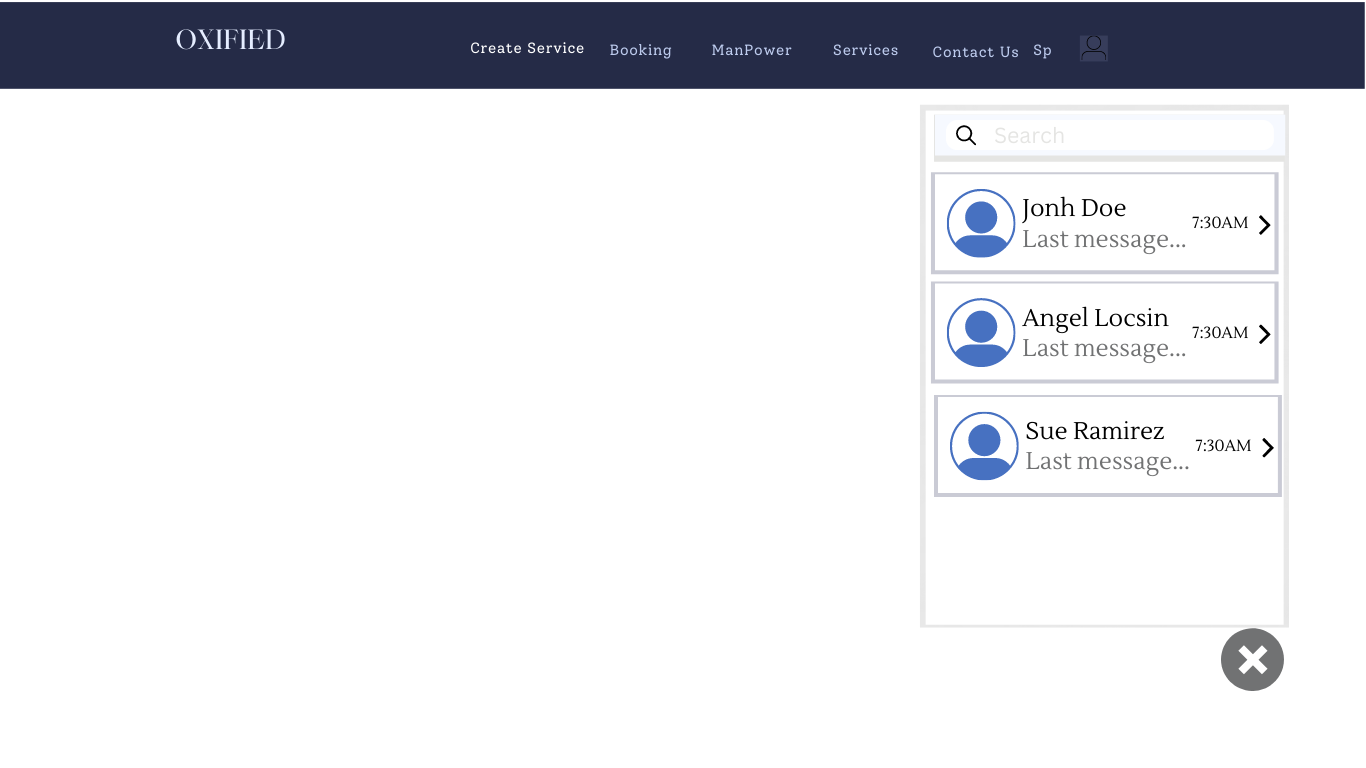 OXIFIED
Create Service Booking ManPower Services Contact Us Sp
Search
Jonh Doe
Last message...
7:30AM
Angel Locsin
Last message...
7:30AM
Sue Ramirez
Last message...
7:30AM